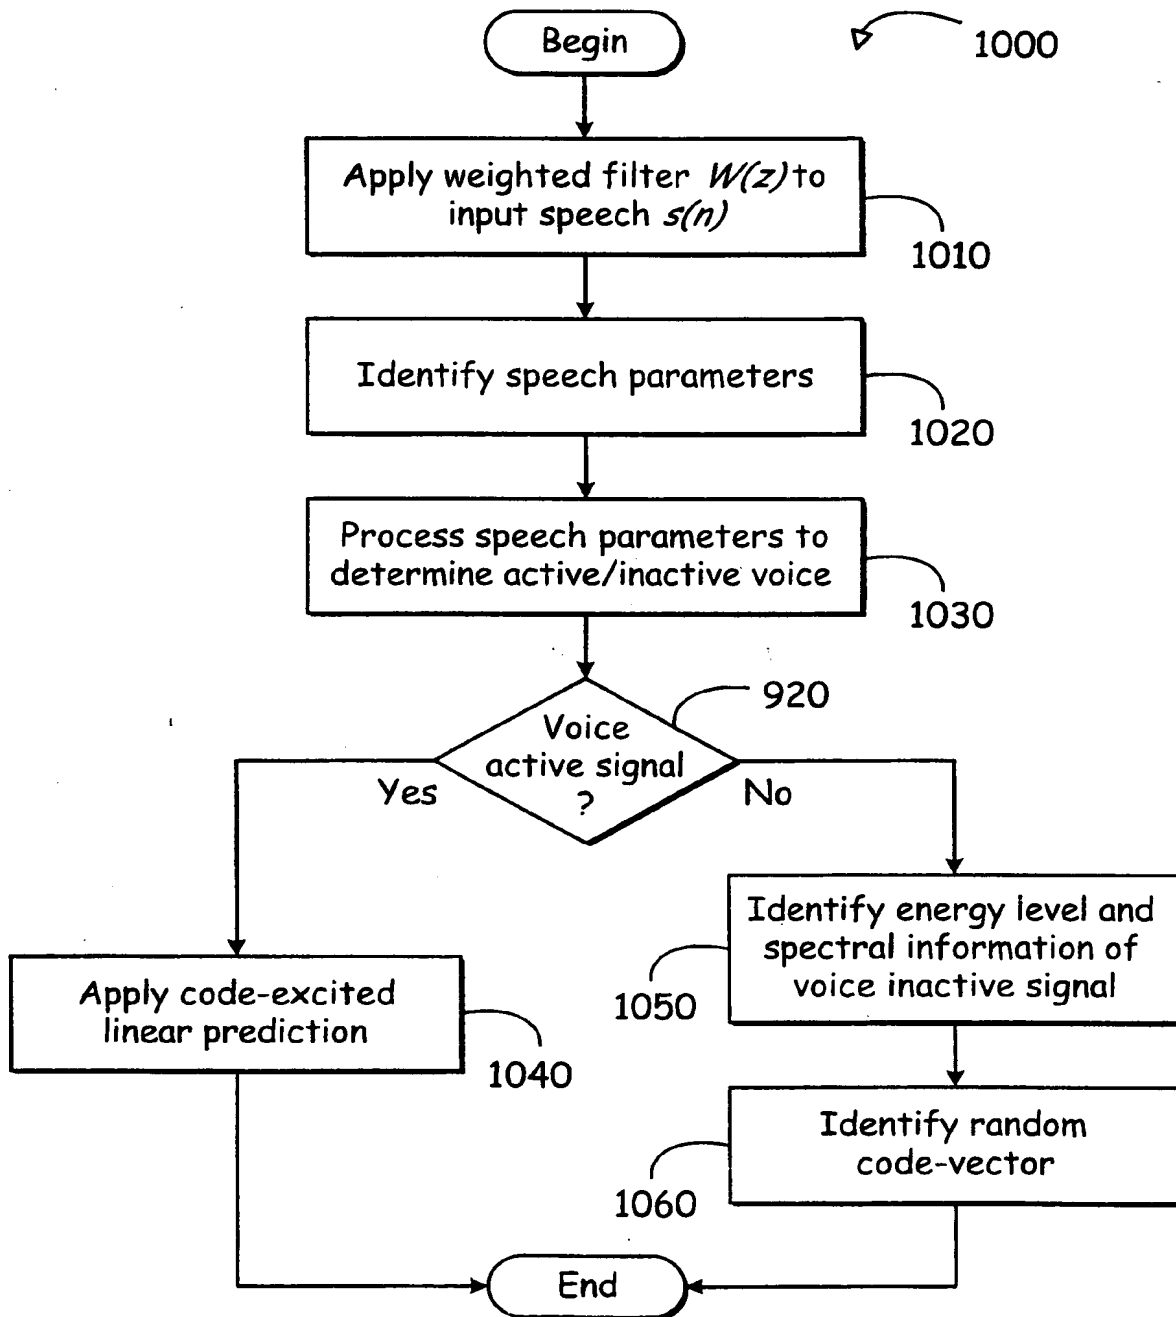 Begin
1000
Apply weighted filter W(z) to
input speech s(n)
1010
Identify speech parameters
1020
Process speech parameters to
determine active/inactive voice
1030
920
Voice
active signal
?
Yes
No
Apply code-excited
linear prediction
1040
Identify energy level and
spectral information of
voice inactive signal
1050
Identify random
code-vector
1060
End